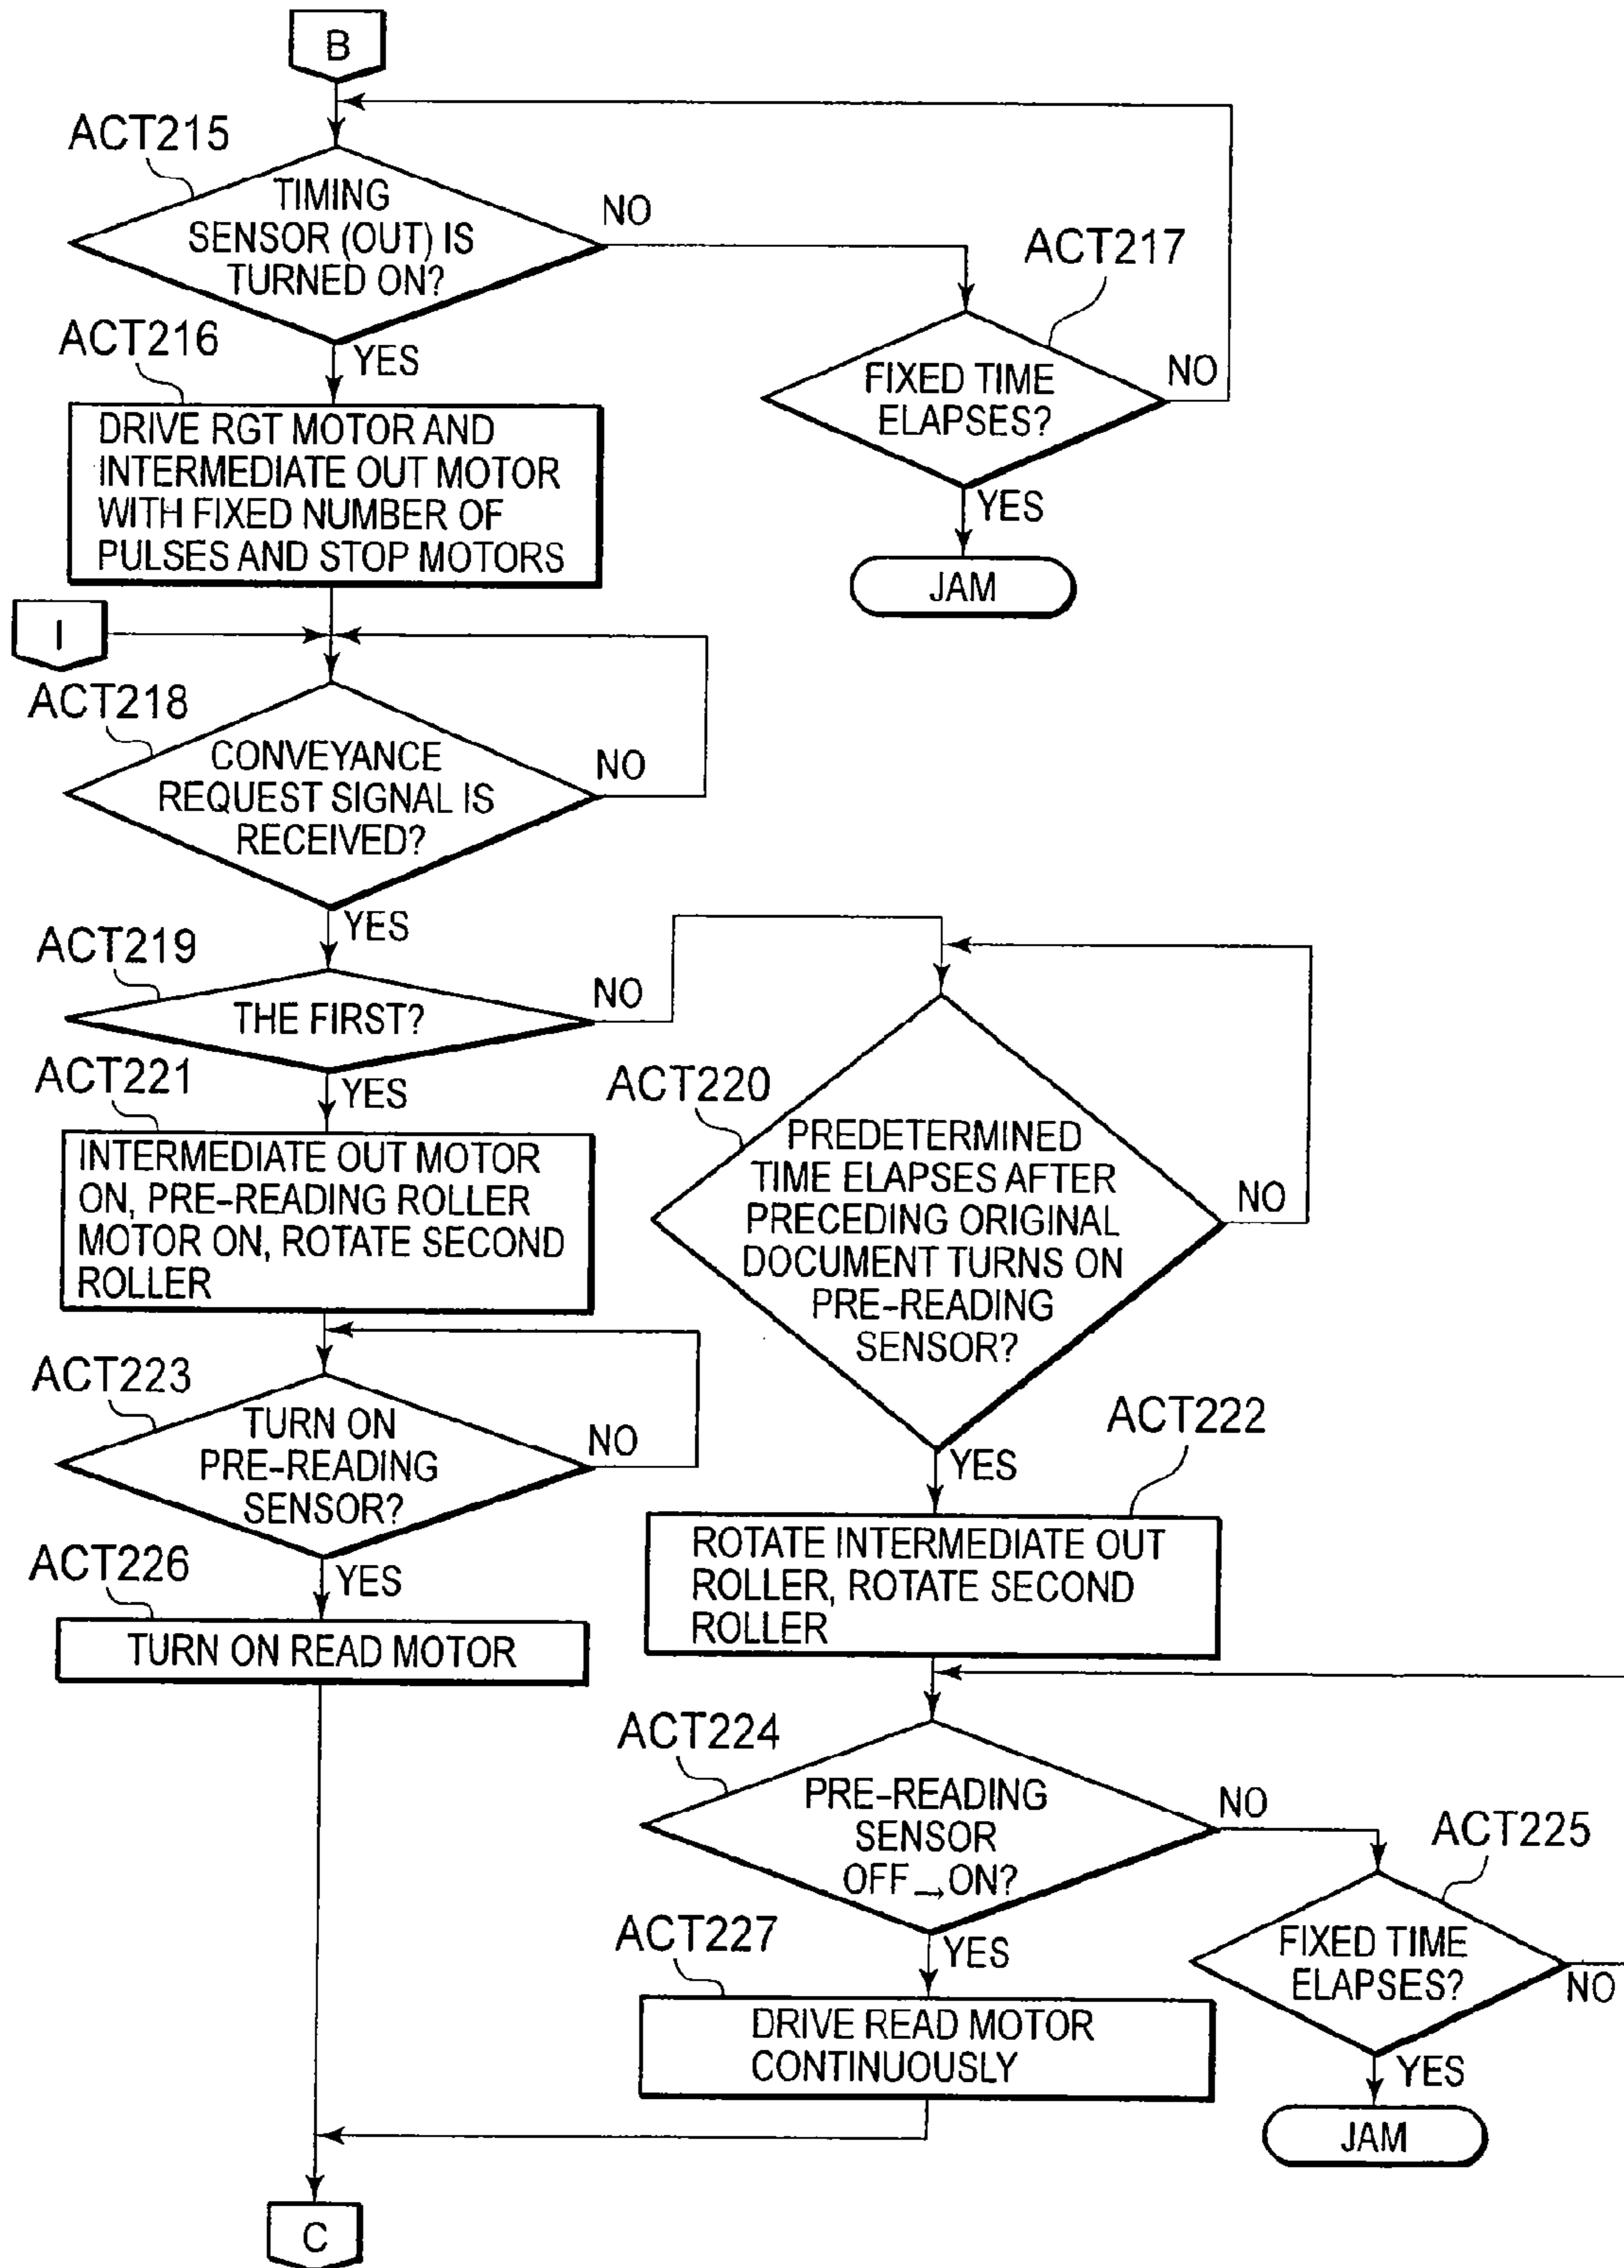 B
ACT215
TIMING
SENSOR (OUT) IS
TURNED ON?
NO
ACT217
FIXED TIME
ELAPSES?
NO
YES
JAM
YES
ACT216
DRIVE RGT MOTOR AND
INTERMEDIATE OUT MOTOR
WITH FIXED NUMBER OF
PULSES AND STOP MOTORS
I
ACT218
CONVEYANCE
REQUEST SIGNAL IS
RECEIVED?
NO
YES
ACT219
THE FIRST?
NO
YES
ACT220
PREDETERMINED
TIME ELAPSES AFTER
PRECEDING ORIGINAL
DOCUMENT TURNS ON
PRE-READING
SENSOR?
NO
YES
ACT221
INTERMEDIATE OUT MOTOR
ON, PRE-READING ROLLER
MOTOR ON, ROTATE SECOND
ROLLER
ACT223
TURN ON
PRE-READING
SENSOR?
NO
YES
ACT222
ROTATE INTERMEDIATE OUT
ROLLER, ROTATE SECOND
ROLLER
ACT226
TURN ON READ MOTOR
ACT224
PRE-READING
SENSOR
OFF→ON?
NO
YES
ACT225
FIXED TIME
ELAPSES?
NO
YES
JAM
ACT227
DRIVE READ MOTOR
CONTINUOUSLY
C